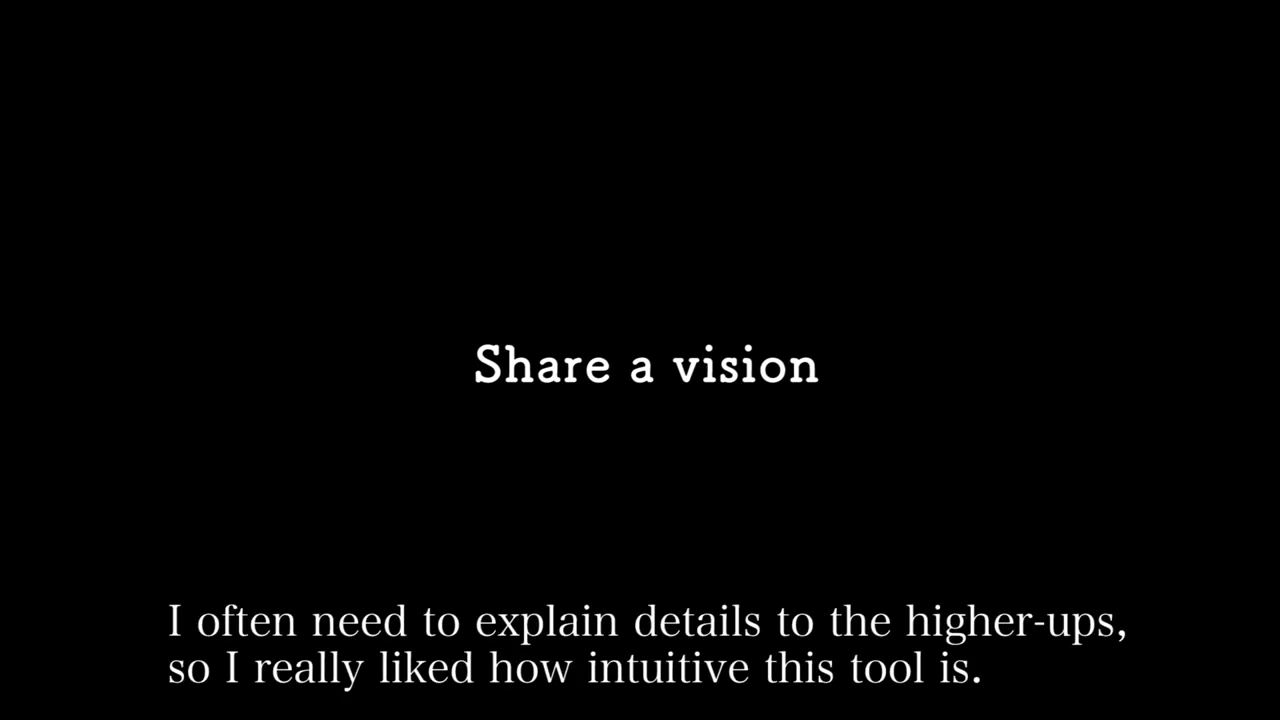 Share a vision
I often need to explain details to the higher-ups,
so I really liked how intuitive this tool is.